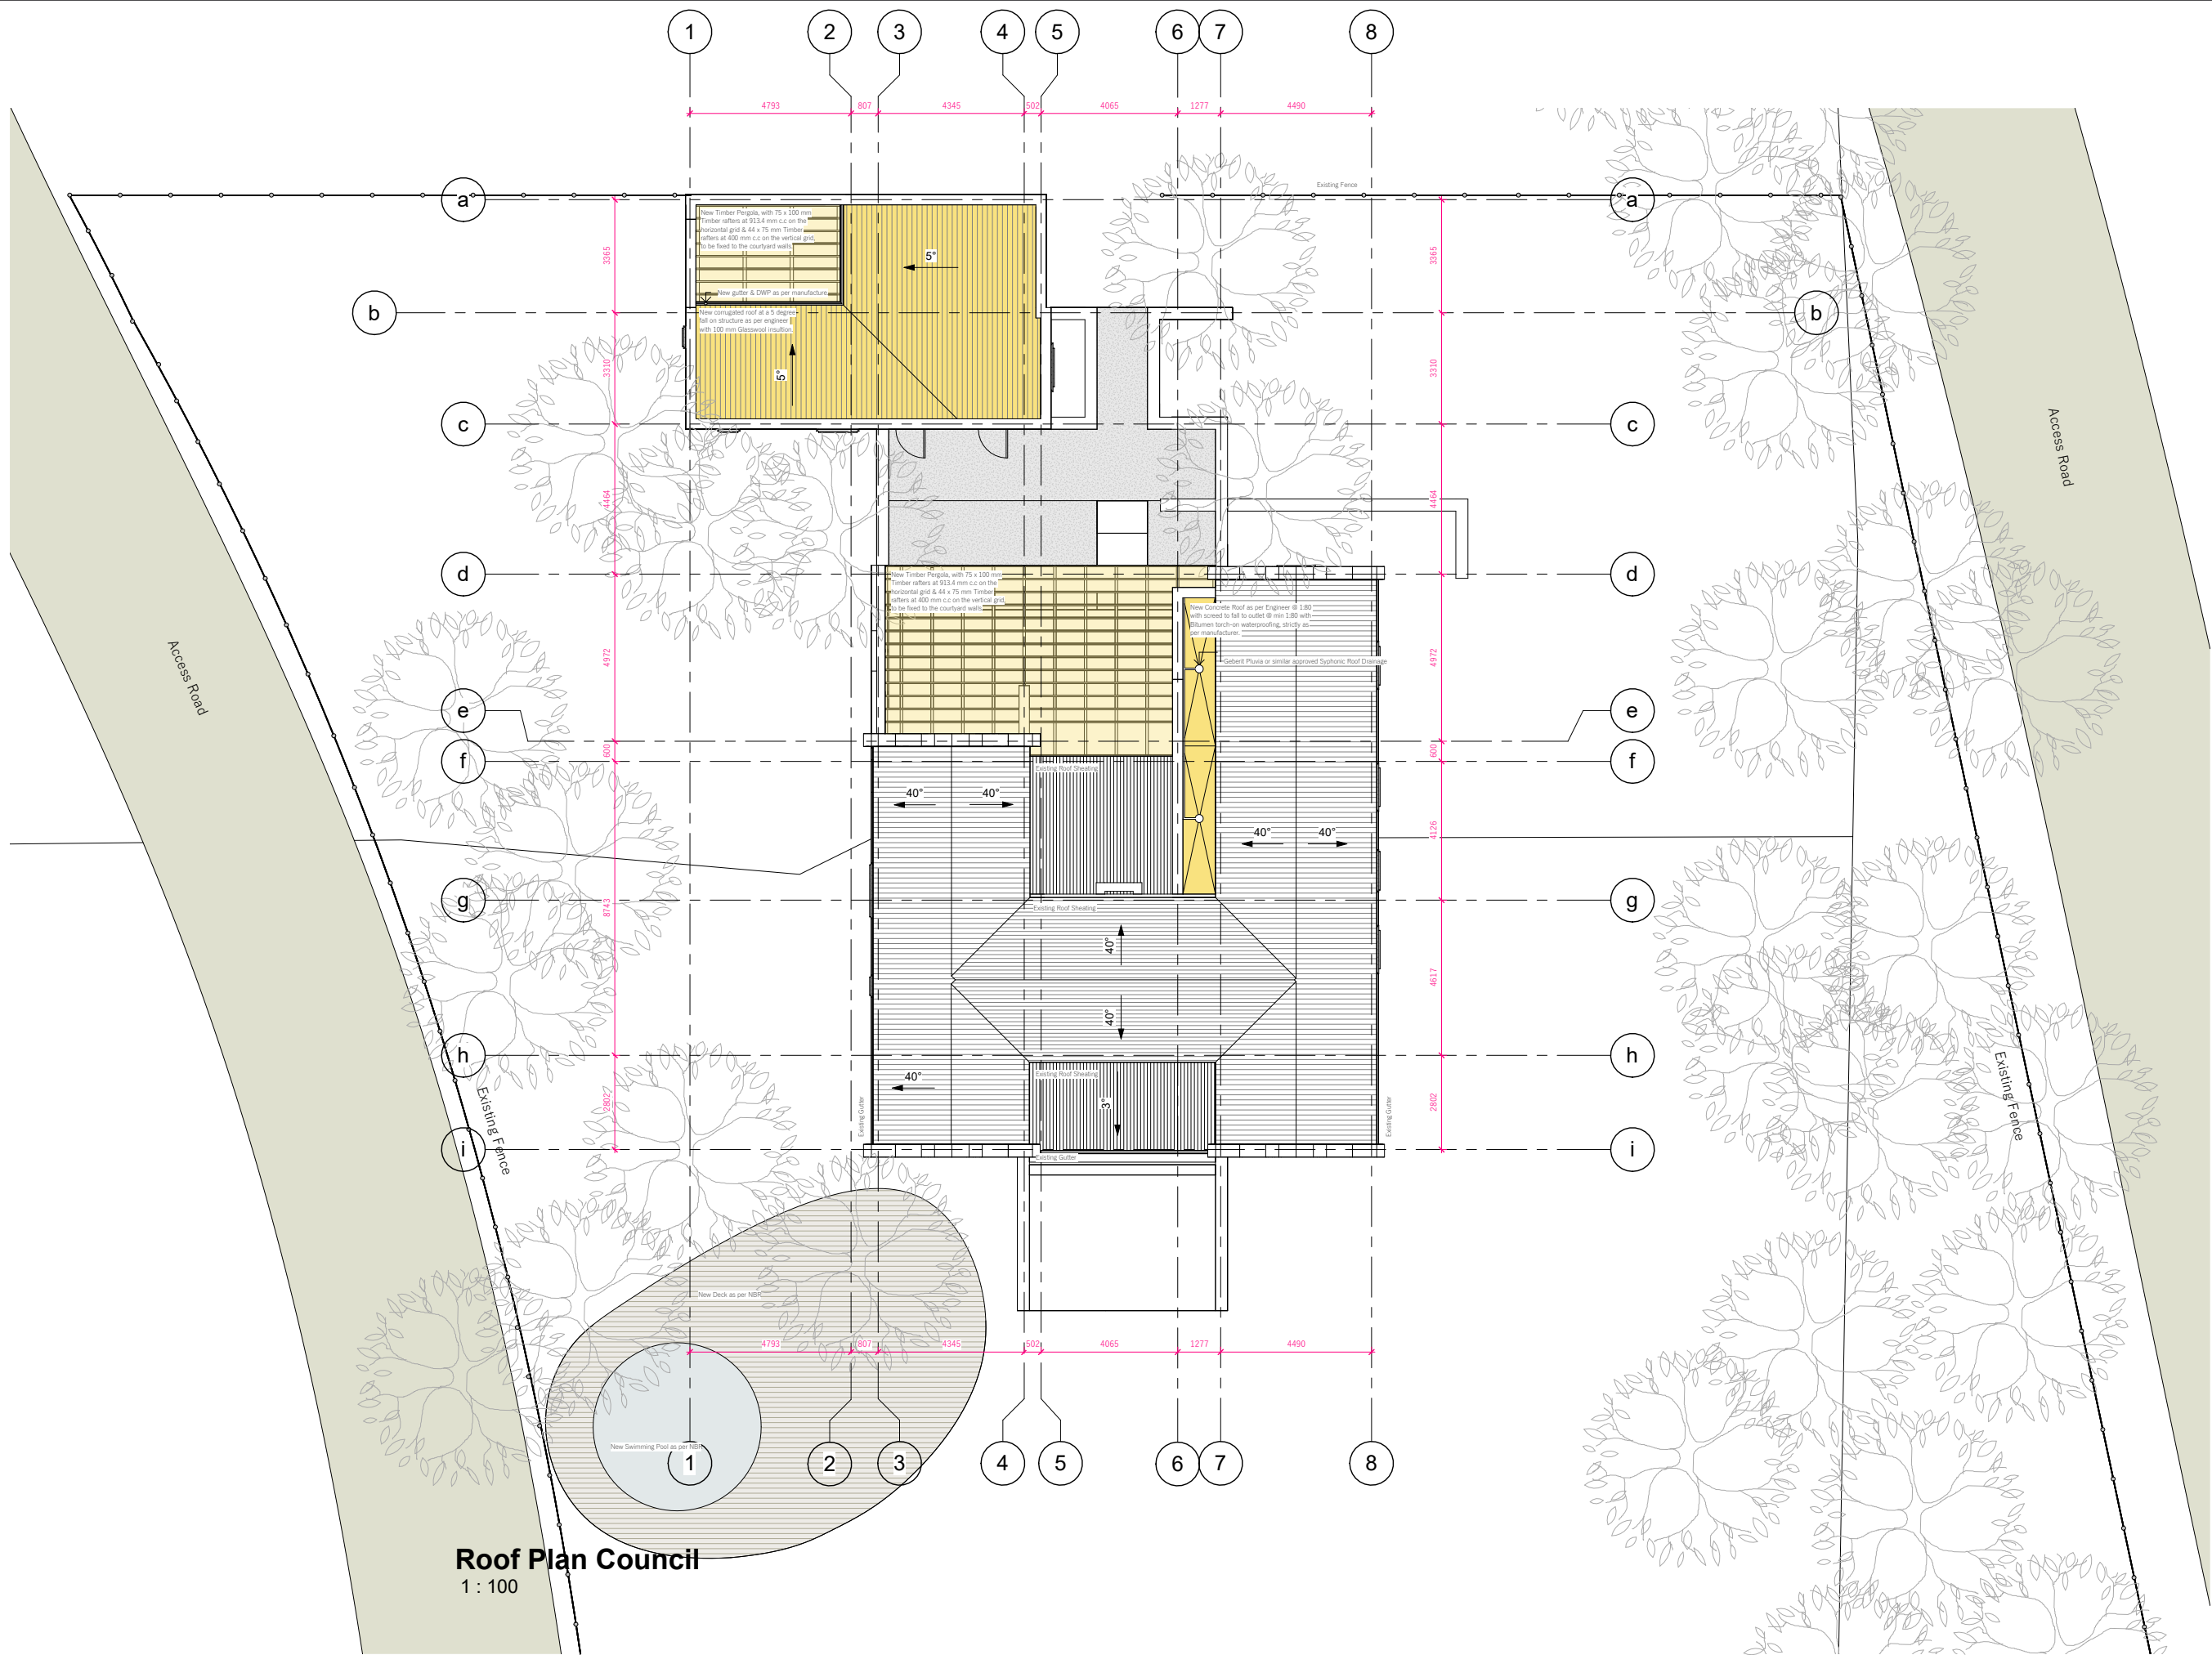 1 2 3 4 5 6 7 8
4793 807 4345 502 4065 1277 4490
Existing Fence
a a
New Timber Pergola, with 75 x 100 mm
Timber rafters at 913.4 mm c.c on the
horizontal grid & 44 x 75 mm Timber
rafters at 400 mm c.c on the vertical grid,
to be fixed to the courtyard walls.
5°
3365 3365
New gutter & DWP as per manufacture
b b
New corrugated roof at a 5 degree
fall on structure as per engineer
with 100 mm Glasswool insultion.
5°
3310 3310
c c
Access Road
4464 4464
d d
New Timber Pergola, with 75 x 100 mm
Timber rafters at 913.4 mm c.c on the
horizontal grid & 44 x 75 mm Timber
rafters at 400 mm c.c on the vertical grid,
to be fixed to the courtyard walls.
New Concrete Roof as per Engineer @ 1:80
with screed to fall to outlet @ min 1:80 with
Bitumen torch-on waterproofing, strictly as
per manufacturer.
Geberit Pluvia or similar approved Syphonic Roof Drainage
4972 4972
Access Road
e e
600 600
f f
Existing Roof Sheating
40° 40°
40° 40°
4126
g g
8743
Existing Roof Sheating
40°
4617
40°
h h
Existing Roof Sheating
40°
3°
2802 2802
Existing Gutter
Existing Gutter
Existing Fence
Existing Fence
i i
Existing Gutter
New Deck as per NBR
4793 807 4345 502 4065 1277 4490
New Swimming Pool as per NBR
1 2 3 4 5 6 7 8
Roof Plan Council
1 : 100